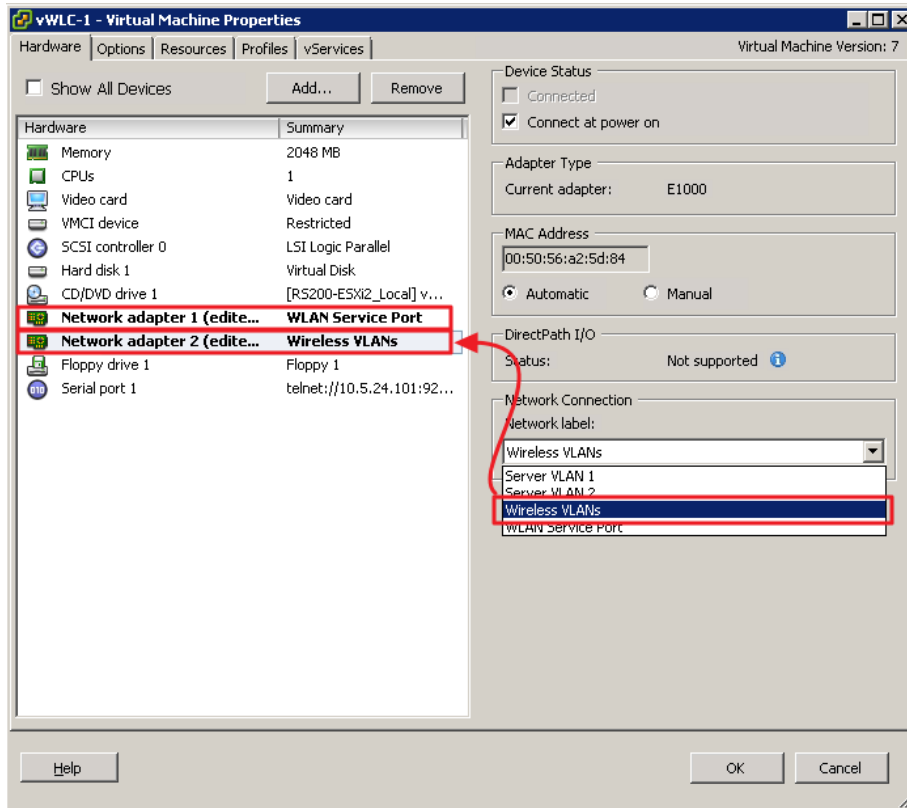 vWLC-1 - Virtual Machine Properties
Hardware Options Resources Profiles vServices Virtual Machine Version: 7
Show All Devices Add... Remove
Hardware Summary
Memory 2048 MB
CPUs 1
Video card Video card
VMCI device Restricted
SCSI controller 0 LSI Logic Parallel
Hard disk 1 Virtual Disk
CD/DVD drive 1 [RS200-ESXi2_Local] v...
Network adapter 1 (edite... WLAN Service Port
Network adapter 2 (edite... Wireless VLANs
Floppy drive 1 Floppy 1
Serial port 1 telnet://10.5.24.101:92...
Device Status
Connected
Connect at power on
Adapter Type
Current adapter: E1000
MAC Address
00:50:56:a2:5d:84
Automatic Manual
DirectPath I/O
Status: Not supported
Network Connection
Network label:
Wireless VLANs
Server VLAN 1
Server VLAN 2
Wireless VLANs
WLAN Service Port
Help OK Cancel